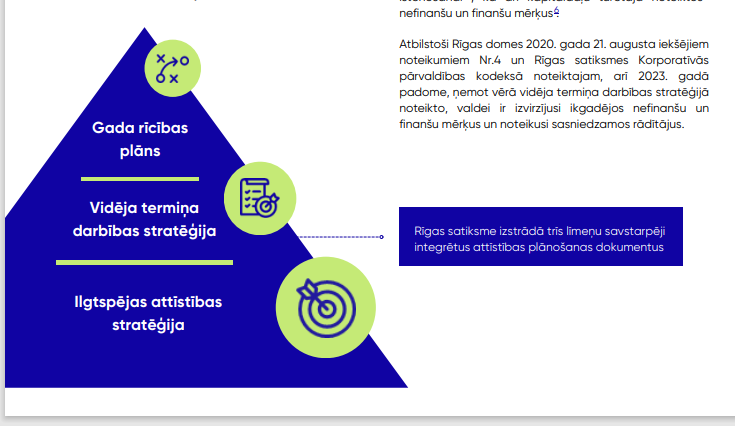 Gada rīcības
plāns
Vidēja termiņa
darbības stratēģija
Ilgtspējas attīstības
stratēģija
nefinanšu un finanšu mērķus
Atbilstoši Rīgas domes 2020. gada 21. augusta iekšējiem
noteikumiem Nr.4 un Rīgas satiksmes Korporatīvās
pārvaldības kodeksā noteiktajam, arī 2023. gadā
padome, ņemot vērā vidēja termiņa darbības stratēģijā
noteikto, valdei ir izvirzījusi ikgadējos nefinanšu un
finanšu mērķus un noteikusi sasniedzamos rādītājus.
Rīgas satiksme izstrādā trīs līmeņu savstarpēji
integrētus attīstības plānošanas dokumentus